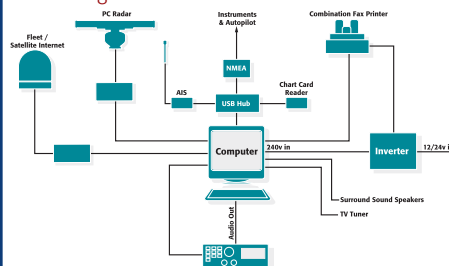 PC Radar
Instruments
& Autopilot
Combination Fax Printer
Fleet /
Satellite Internet
NMEA
AIS
USB Hub
Chart Card
Reader
Computer
240v in
Inverter
12/24v i
Surround Sound Speakers
TV Tuner
Audio Out